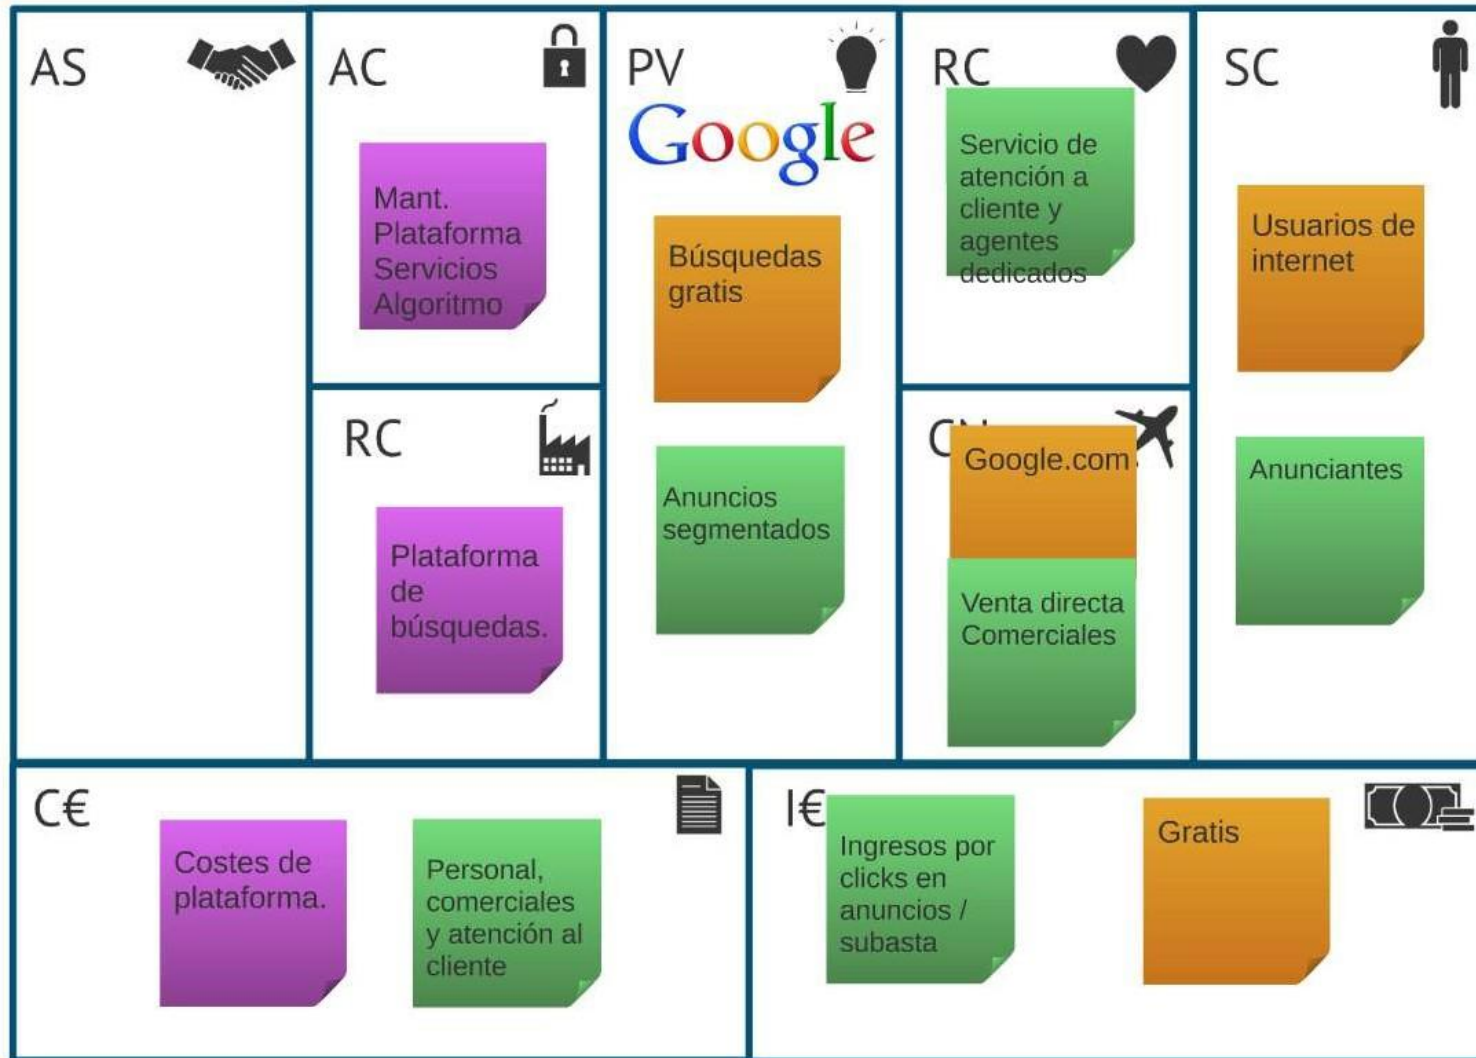 AS
AC
Mant.
Plataforma
Servicios
Algoritmo
RC
Plataforma
de
búsquedas.
PV
Google
Búsquedas
gratis
Anuncios
segmentados
RC
Servicio de
atención a
cliente y
agentes
dedicados
CN
Google.com
Venta directa
Comerciales
SC
Usuarios de
internet
Anunciantes
C€
Costes de
plataforma.
Personal,
comerciales
y atención al
cliente
I€
Ingresos por
clicks en
anuncios /
subasta
Gratis